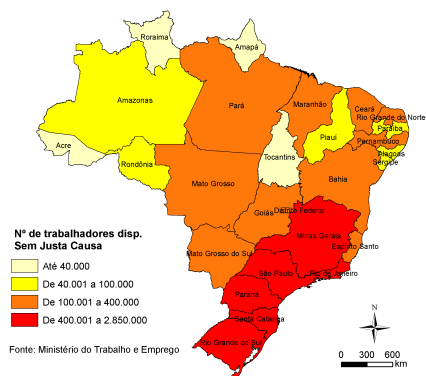 Roraima
Amapá
Amazonas
Pará
Maranhão
Ceará
Rio Grande do Norte
Paraíba
Piauí
Pernambuco
Acre
Alagoas
Sergipe
Rondônia
Tocantins
Mato Grosso
Bahia
Goiás
Distrito Federal
Minas Gerais
Espírito Santo
Mato Grosso do Sul
São Paulo
Rio de Janeiro
Paraná
Santa Catarina
Rio Grande do Sul
Nº de trabalhadores disp.
Sem Justa Causa
Até 40.000
De 40.001 a 100.000
De 100.001 a 400.000
De 400.001 a 2.850.000
Fonte: Ministério do Trabalho e Emprego
N
0 300 600
km